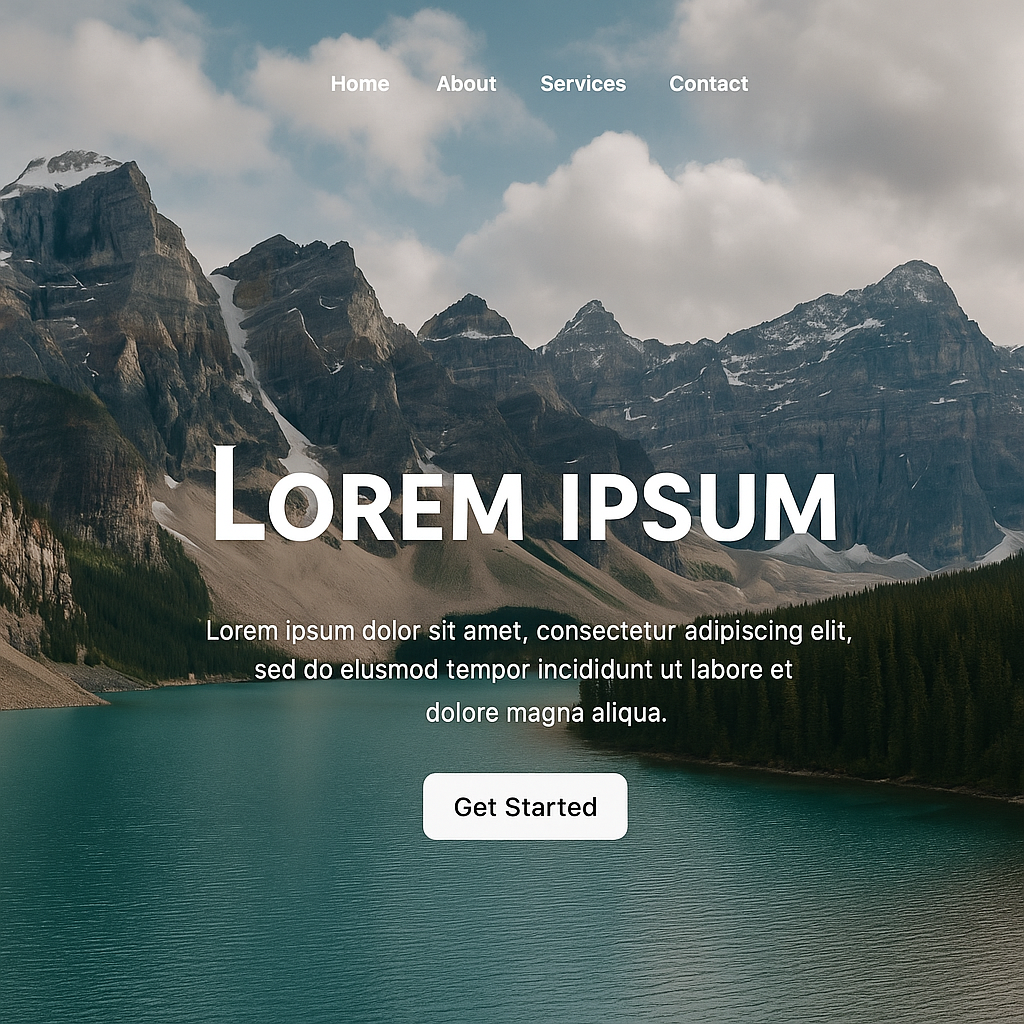 Home About Services Contact
Lorem ipsum
Lorem ipsum dolor sit amet, consectetur adipiscing elit,
sed do elusmod tempor incididunt ut labore et
dolore magna aliqua.
Get Started